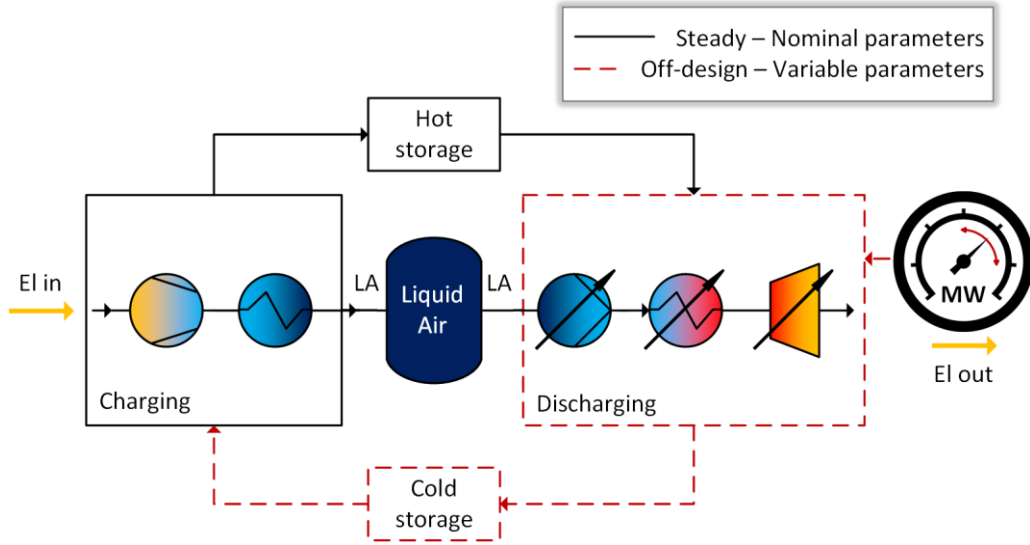 Steady – Nominal parameters
Off-design – Variable parameters
Hot
storage
El in
LA
Liquid
Air
LA
MW
El out
Charging
Discharging
Cold
storage